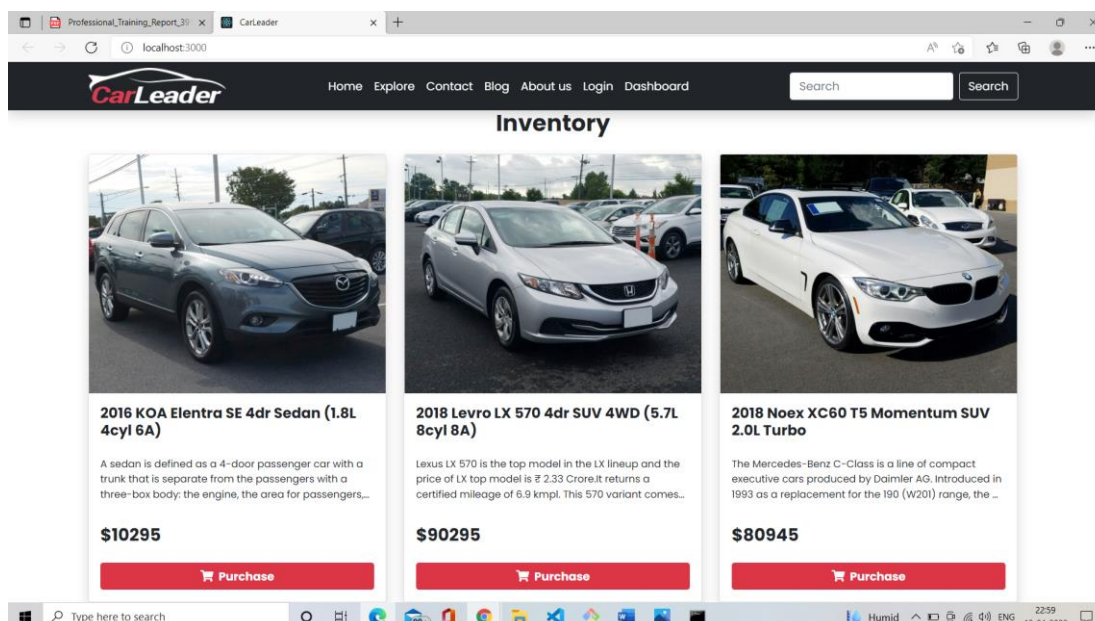 Professional_Training_Report_39
CarLeader
localhost:3000
CarLeader
Home Explore Contact Blog About us Login Dashboard
Search
Search
Inventory
2016 KOA Elentra SE 4dr Sedan (1.8L
4cyl 6A)
A sedan is defined as a 4-door passenger car with a
trunk that is separate from the passengers with a
three-box body: the engine, the area for passengers,...
$10295
Purchase
2018 Levro LX 570 4dr SUV 4WD (5.7L
8cyl 8A)
Lexus LX 570 is the top model in the LX lineup and the
price of LX top model is ₹ 2.33 Crore.It returns a
certified mileage of 6.9 kmpl. This 570 variant comes...
$90295
Purchase
2018 Noex XC60 T5 Momentum SUV
2.0L Turbo
The Mercedes-Benz C-Class is a line of compact
executive cars produced by Daimler AG. Introduced in
1993 as a replacement for the 190 (W201) range, the ...
$80945
Purchase
Type here to search
Humid
ENG
22:59